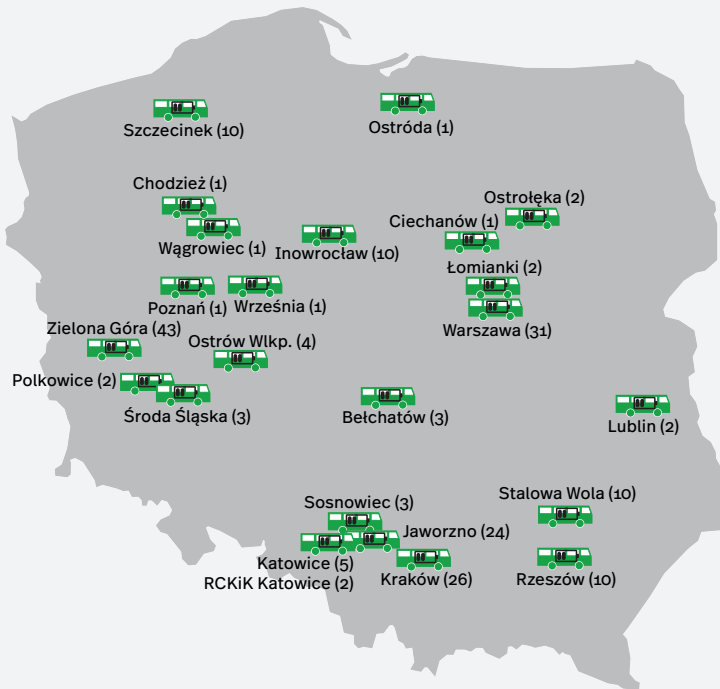 Szczecinek (10)
Ostróda (1)
Chodzież (1)
Ostrołęka (2)
Ciechanów (1)
Wągrowiec (1)
Inowrocław (10)
Łomianki (2)
Poznań (1)
Września (1)
Zielona Góra (43)
Warszawa (31)
Ostrów Wlkp. (4)
Polkowice (2)
Środa Śląska (3)
Bełchatów (3)
Lublin (2)
Stalowa Wola (10)
Sosnowiec (3)
Jaworzno (24)
Katowice (5)
RCKiK Katowice (2)
Kraków (26)
Rzeszów (10)